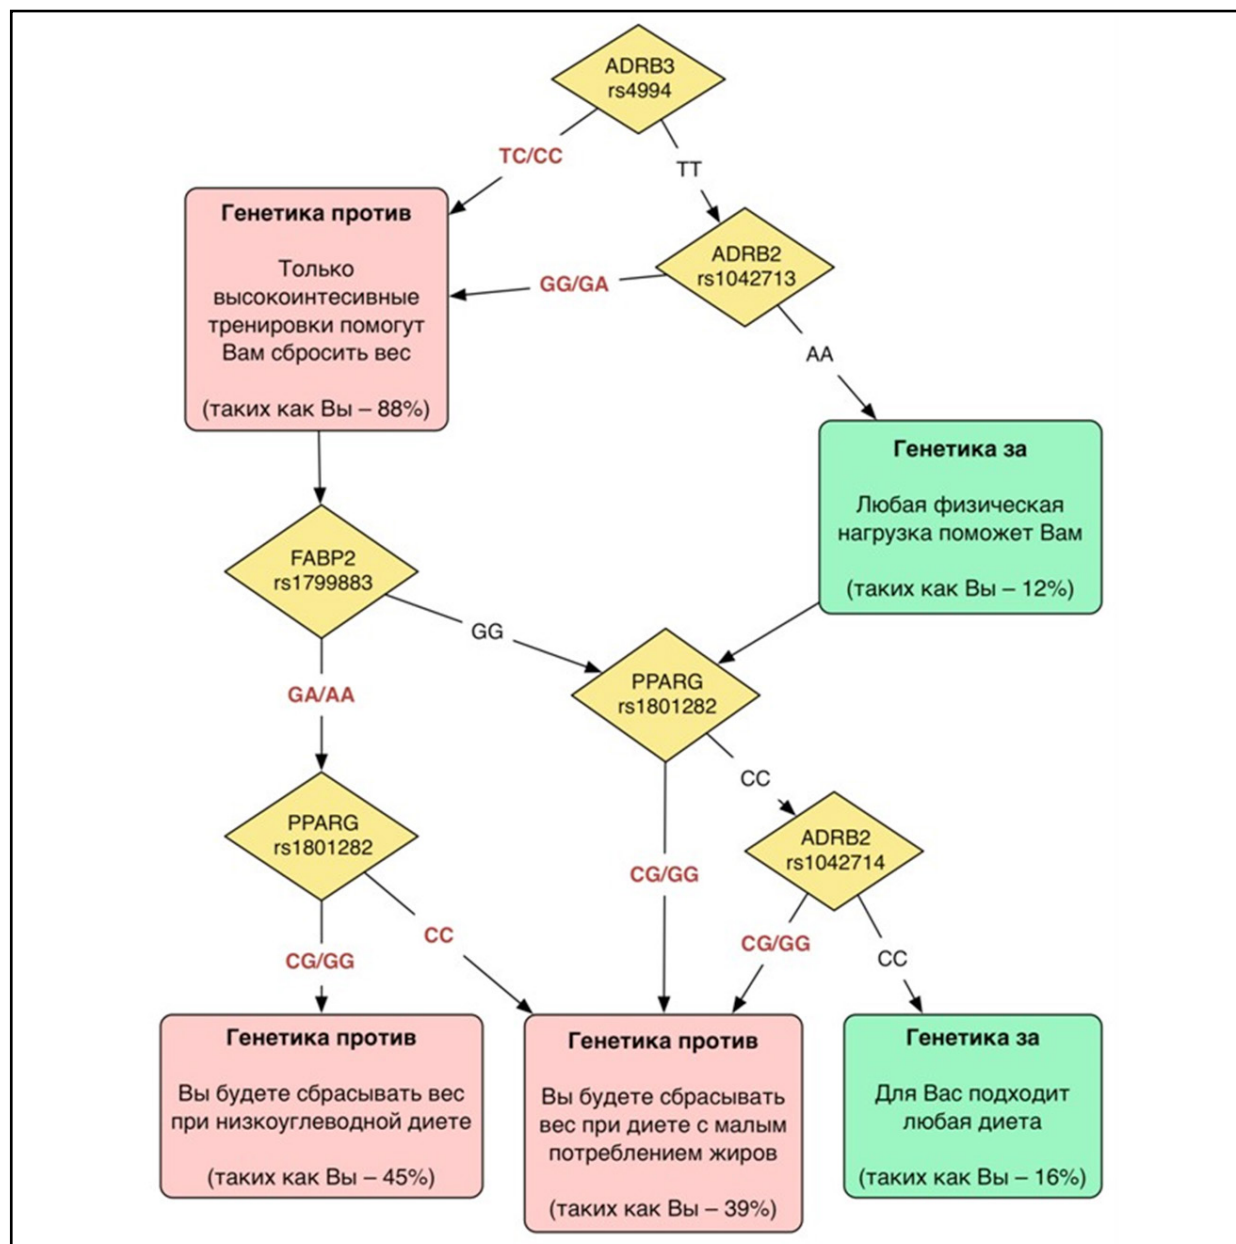 ADRB3
rs4994
TC/CC
TT
Генетика против
Только
высокоинтесивные
тренировки помогут
Вам сбросить вес
(таких как Вы – 88%)
ADRB2
rs1042713
GG/GA
AA
Генетика за
Любая физическая
нагрузка поможет Вам
(таких как Вы – 12%)
FABP2
rs1799883
GG
GA/AA
PPARG
rs1801282
CC
PPARG
rs1801282
ADRB2
rs1042714
CG/GG
CC
CG/GG
CG/GG
CC
Генетика против
Вы будете сбрасывать вес
при низкоуглеводной диете
(таких как Вы – 45%)
Генетика против
Вы будете сбрасывать
вес при диете с малым
потреблением жиров
(таких как Вы – 39%)
Генетика за
Для Вас подходит
любая диета
(таких как Вы – 16%)